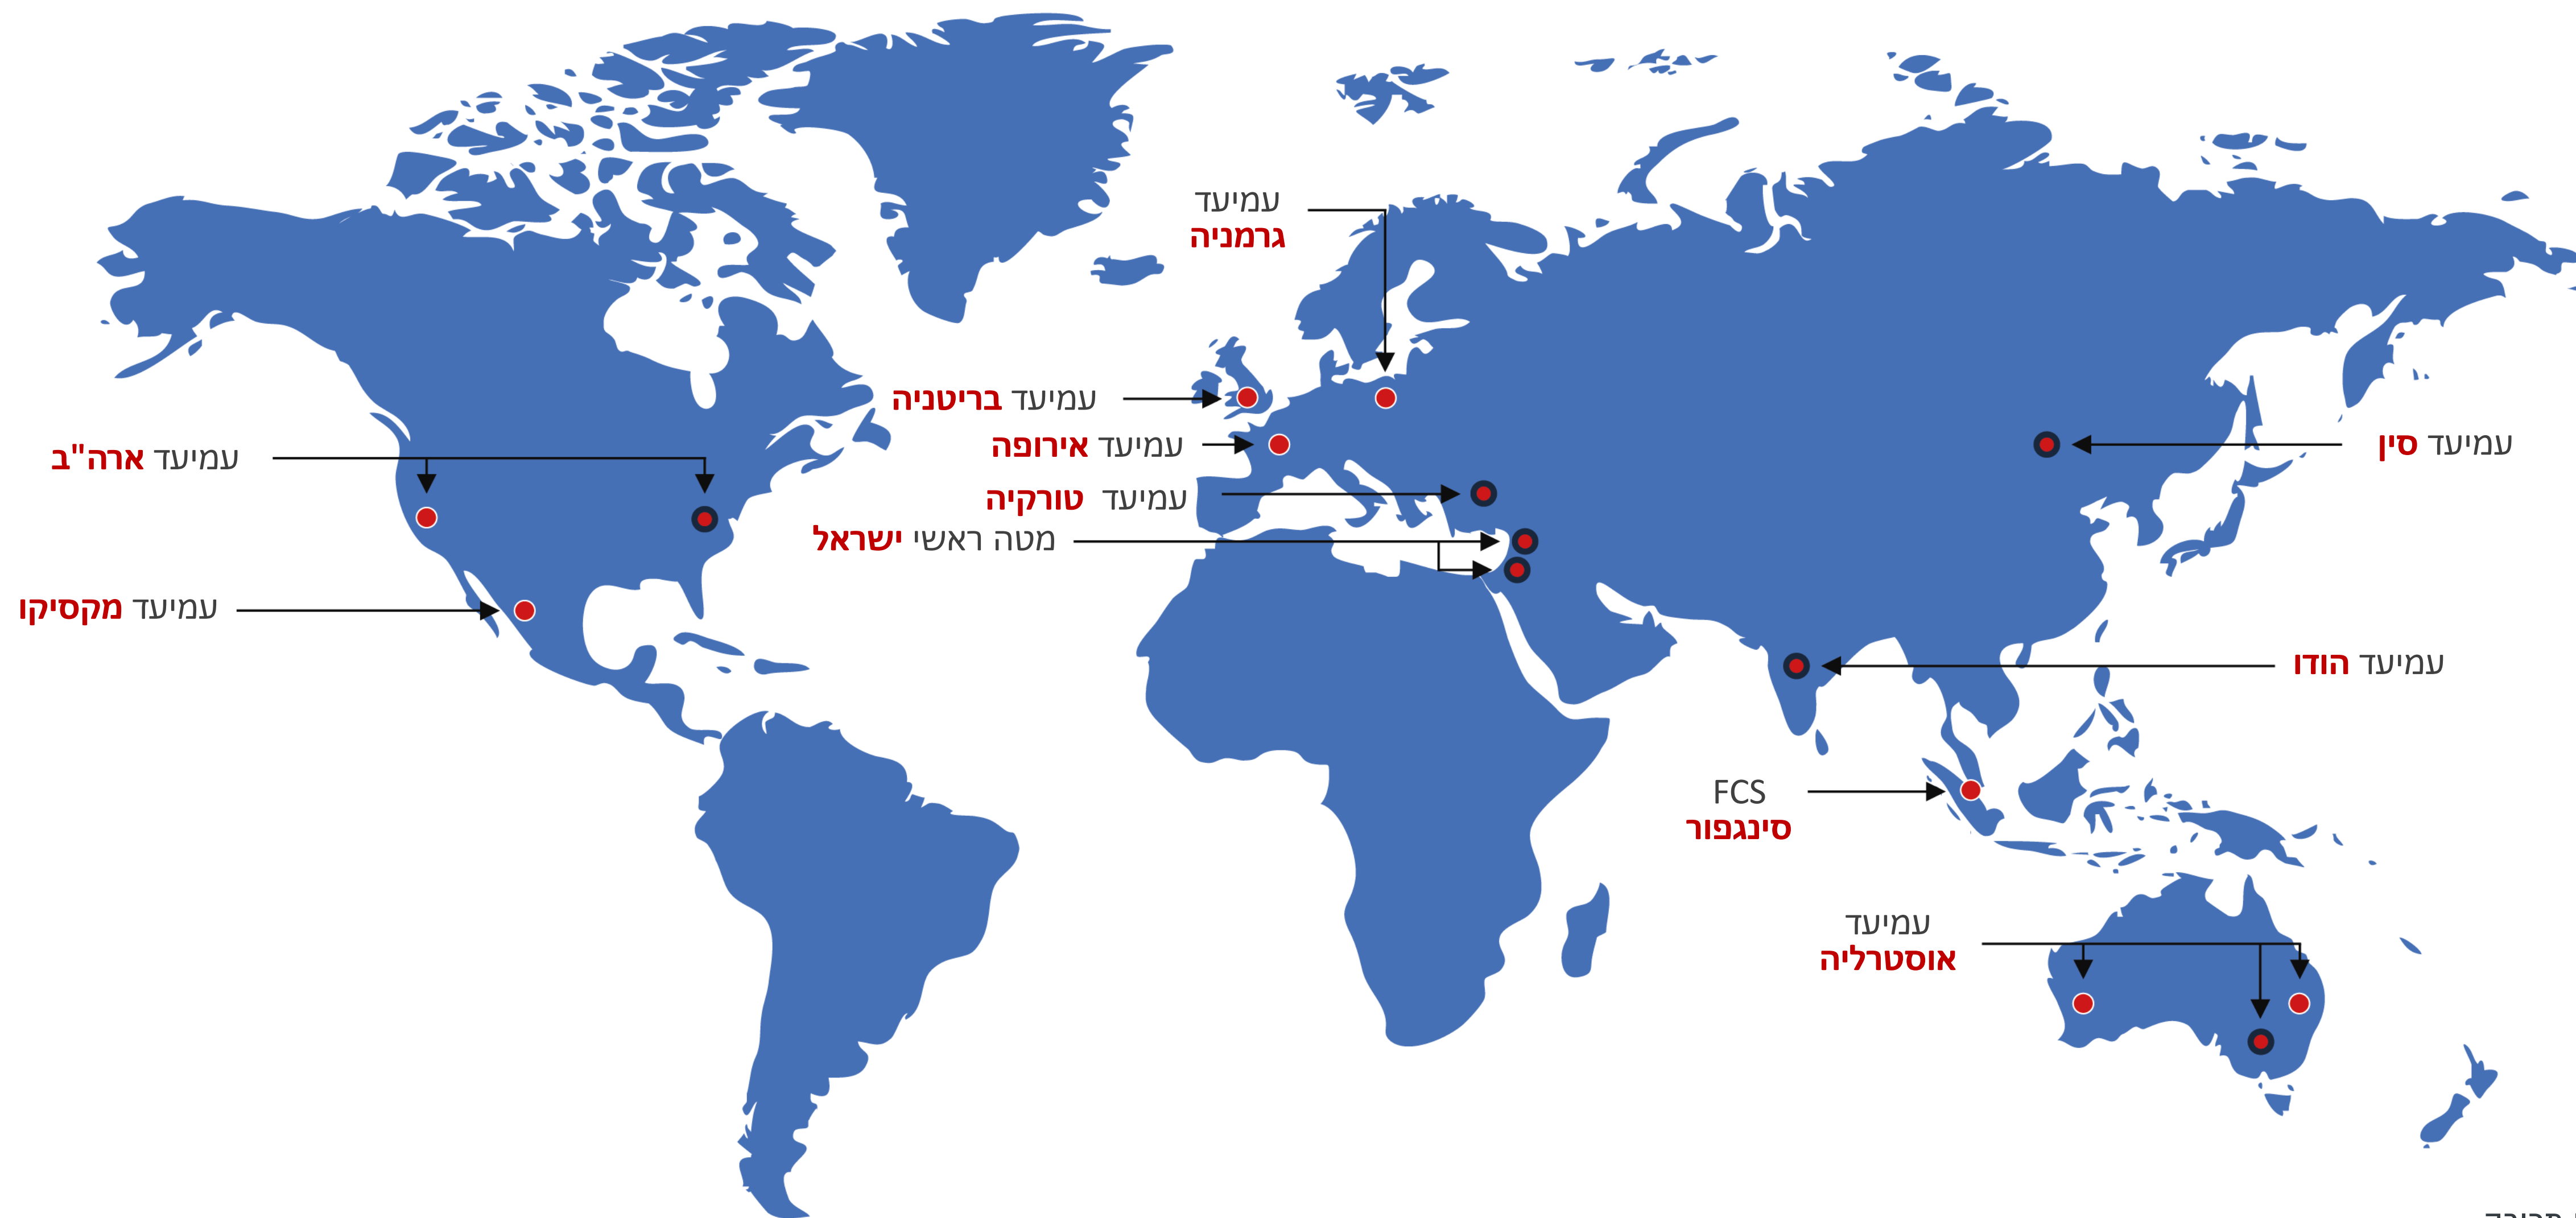 עמיעד
גרמניה
עמיעד בריטניה
עמיעד אירופה
עמיעד ארה"ב
עמיעד סין
עמיעד טורקיה
מטה ראשי ישראל
עמיעד מקסיקו
עמיעד הודו
FCS
סינגפור
עמיעד
אוסטרליה